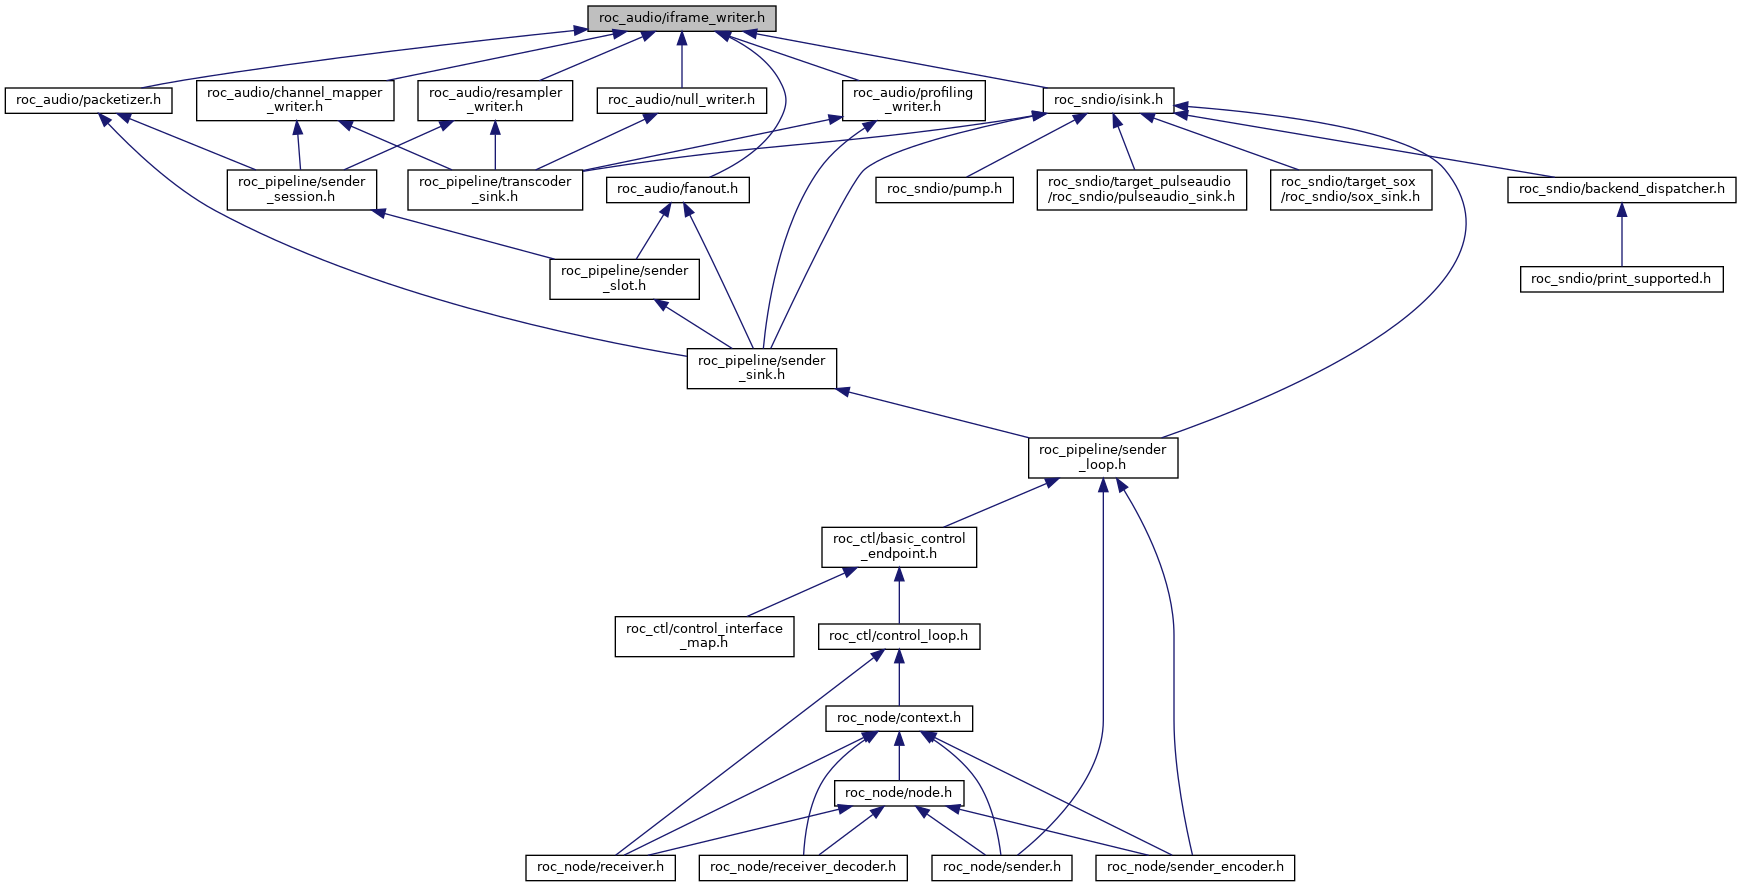 roc_audio/iframe_writer.h
roc_audio/packetizer.h
roc_audio/channel_mapper
_writer.h
roc_audio/resampler
_writer.h
roc_audio/null_writer.h
roc_audio/profiling
_writer.h
roc_sndio/isink.h
roc_pipeline/sender
_session.h
roc_pipeline/transcoder
_sink.h
roc_audio/fanout.h
roc_sndio/pump.h
roc_sndio/target_pulseaudio
/roc_sndio/pulseaudio_sink.h
roc_sndio/target_sox
/roc_sndio/sox_sink.h
roc_sndio/backend_dispatcher.h
roc_pipeline/sender
_slot.h
roc_sndio/print_supported.h
roc_pipeline/sender
_sink.h
roc_pipeline/sender
_loop.h
roc_ctl/basic_control
_endpoint.h
roc_ctl/control_interface
_map.h
roc_ctl/control_loop.h
roc_node/context.h
roc_node/node.h
roc_node/receiver.h
roc_node/receiver_decoder.h
roc_node/sender.h
roc_node/sender_encoder.h